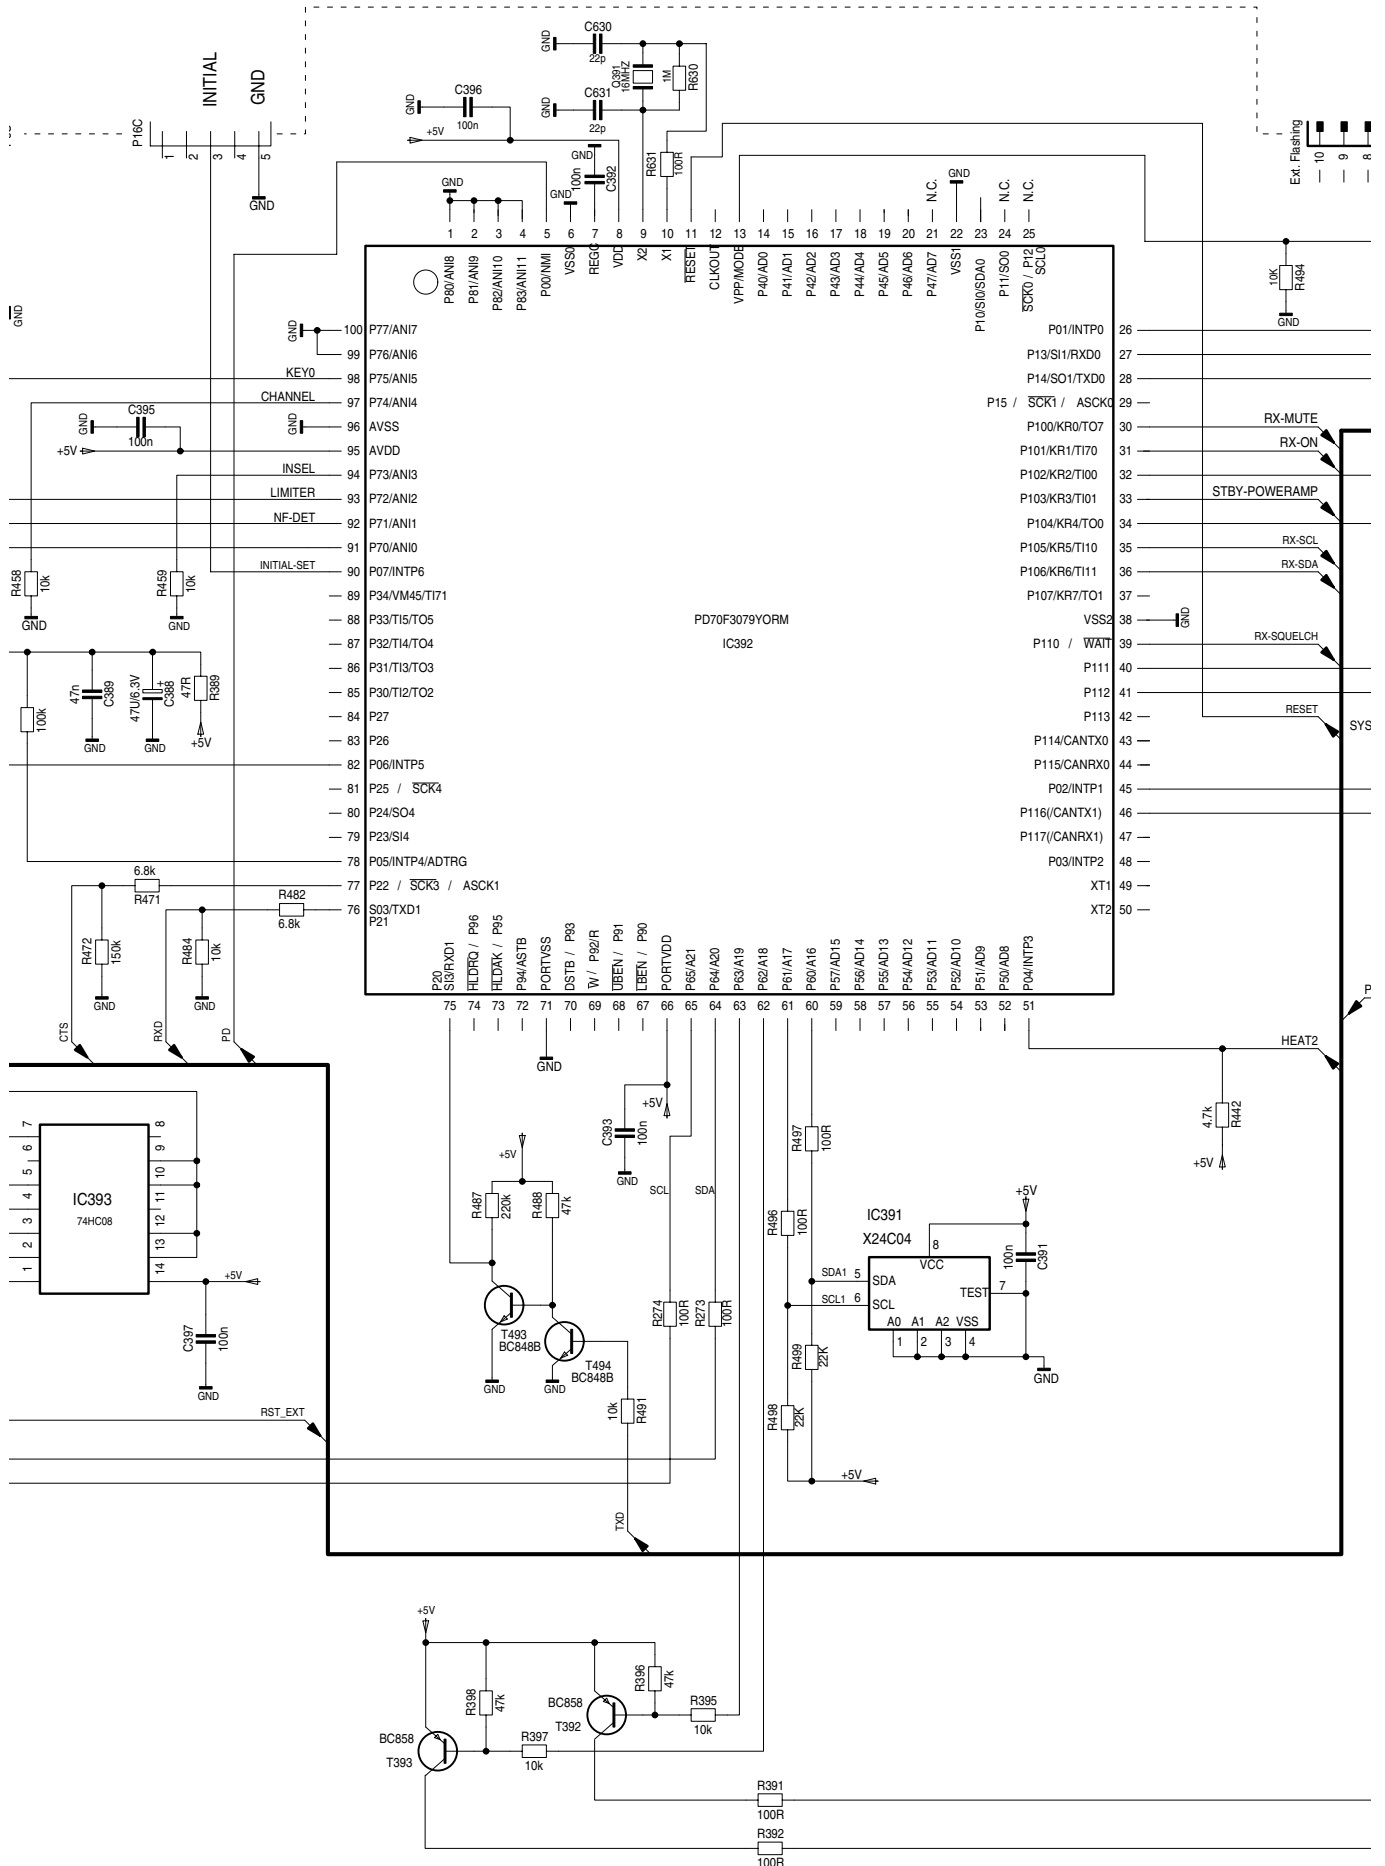 C630
GND
22p
Q391
16MHZ
1M
R630
INITIAL
GND
C396
GND
100n
C631
GND
22p
P16C
+5V
GND
100n
C392
R631
100R
Ext. Flashing
1
2
3
4
5
10
9
8
GND
GND
GND
N.C.
GND
N.C.
N.C.
1
2
3
4
5
6
7
8
9
10
11
12
13
14
15
16
17
18
19
20
21
22
23
24
25
P80/ANI8
P81/ANI9
P82/ANI10
P83/ANI11
P00/NMI
VSS0
REGC
VDD
X2
X1
RESET
CLKOUT
VPP/MODE
P40/AD0
P41/AD1
P42/AD2
P43/AD3
P44/AD4
P45/AD5
P46/AD6
P47/AD7
VSS1
P10/SI0/SDA0
P11/SO0
SCK0 / P12
SCL0
10K
R494
GND
GND
GND
100 P77/ANI7
99 P76/ANI6
KEY0
98 P75/ANI5
CHANNEL
97 P74/ANI4
C395
GND
100n
GND
96 AVSS
+5V
95 AVDD
INSEL
94 P73/ANI3
LIMITER
93 P72/ANI2
NF-DET
92 P71/ANI1
91 P70/ANI0
INITIAL-SET
90 P07/INTP6
89 P34/VM45/TI71
88 P33/TI5/TO5
87 P32/TI4/TO4
86 P31/TI3/TO3
85 P30/TI2/TO2
84 P27
83 P26
82 P06/INTP5
81 P25 / SCK4
80 P24/SO4
79 P23/SI4
78 P05/INTP4/ADTRG
77 P22 / SCK3 / ASCK1
76 S03/TXD1
P21
R458
10k
GND
R459
10k
GND
47n
C389
GND
47U/6.3V
+
C388
GND
47R
R389
+5V
100k
PD70F3079YORM
IC392
P01/INTP0 26
P13/SI1/RXD0 27
P14/SO1/TXD0 28
P15 / SCK1 / ASCK0 29
P100/KR0/TO7 30
RX-MUTE
P101/KR1/TI70 31
RX-ON
P102/KR2/TI00 32
P103/KR3/TI01 33
STBY-POWERAMP
P104/KR4/TO0 34
P105/KR5/TI10 35
RX-SCL
P106/KR6/TI11 36
RX-SDA
P107/KR7/TO1 37
VSS2 38
GND
P110 / WAIT 39
RX-SQUELCH
P111 40
P112 41
P113 42
RESET
SYS
P114/CANTX0 43
P115/CANRX0 44
P02/INTP1 45
P116(/CANTX1) 46
P117(/CANRX1) 47
P03/INTP2 48
XT1 49
XT2 50
6.8k
R471
R482
6.8k
R472
150k
GND
R484
10k
GND
CTS
RXD
PD
P20
SI3/RXD1
HLDRQ / P96
HLDAK / P95
P94/ASTB
PORTVSS
DSTB / P93
W / P92/R
UBEN / P91
LBEN / P90
PORTVDD
P65/A21
P64/A20
P63/A19
P62/A18
P61/A17
P60/A16
P57/AD15
P56/AD14
P55/AD13
P54/AD12
P53/AD11
P52/AD10
P51/AD9
P50/AD8
P04/INTP3
75
74
73
72
71
70
69
68
67
66
65
64
63
62
61
60
59
58
57
56
55
54
53
52
51
P
HEAT2
GND
+5V
C393
100n
GND
4.7k
R442
+5V
7
6
5
4
3
2
1
IC393
74HC08
8
9
10
11
12
13
14
+5V
C397
100n
GND
+5V
R487
220k
R488
47k
T493
BC848B
GND
T494
BC848B
GND
10k
R491
TXD
SCL
SDA
R274
100R
R273
100R
R497
100R
R496
100R
IC391
X24C04
+5V
8
VCC
100n
C391
SDA1 5 SDA
SCL1 6 SCL
TEST 7
A0 A1 A2 VSS
1 2 3 4
GND
R499
22K
R498
22K
+5V
RST_EXT
+5V
R398
47k
BC858
T393
R397
10k
BC858
T392
R396
47k
R395
10k
R391
100R
R392
100R